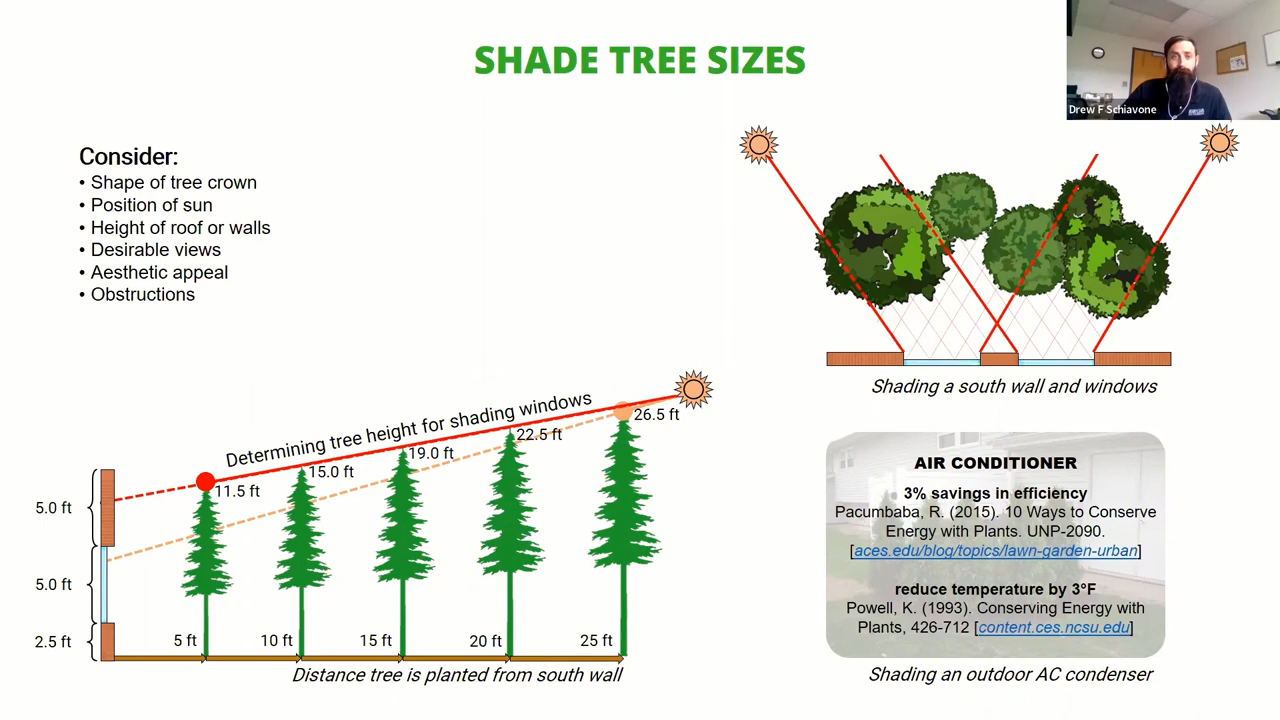 SHADE TREE SIZES
Drew F Schiavone
Consider:
• Shape of tree crown
• Position of sun
• Height of roof or walls
• Desirable views
• Aesthetic appeal
• Obstructions
Shading a south wall and windows
Determining tree height for shading windows
11.5 ft
15.0 ft
19.0 ft
22.5 ft
26.5 ft
5.0 ft
5.0 ft
2.5 ft
5 ft
10 ft
15 ft
20 ft
25 ft
Distance tree is planted from south wall
AIR CONDITIONER
3% savings in efficiency
Pacumbaba, R. (2015). 10 Ways to Conserve
Energy with Plants. UNP-2090.
[aces.edu/blog/topics/lawn-garden-urban]
reduce temperature by 3°F
Powell, K. (1993). Conserving Energy with
Plants, 426-712 [content.ces.ncsu.edu]
Shading an outdoor AC condenser